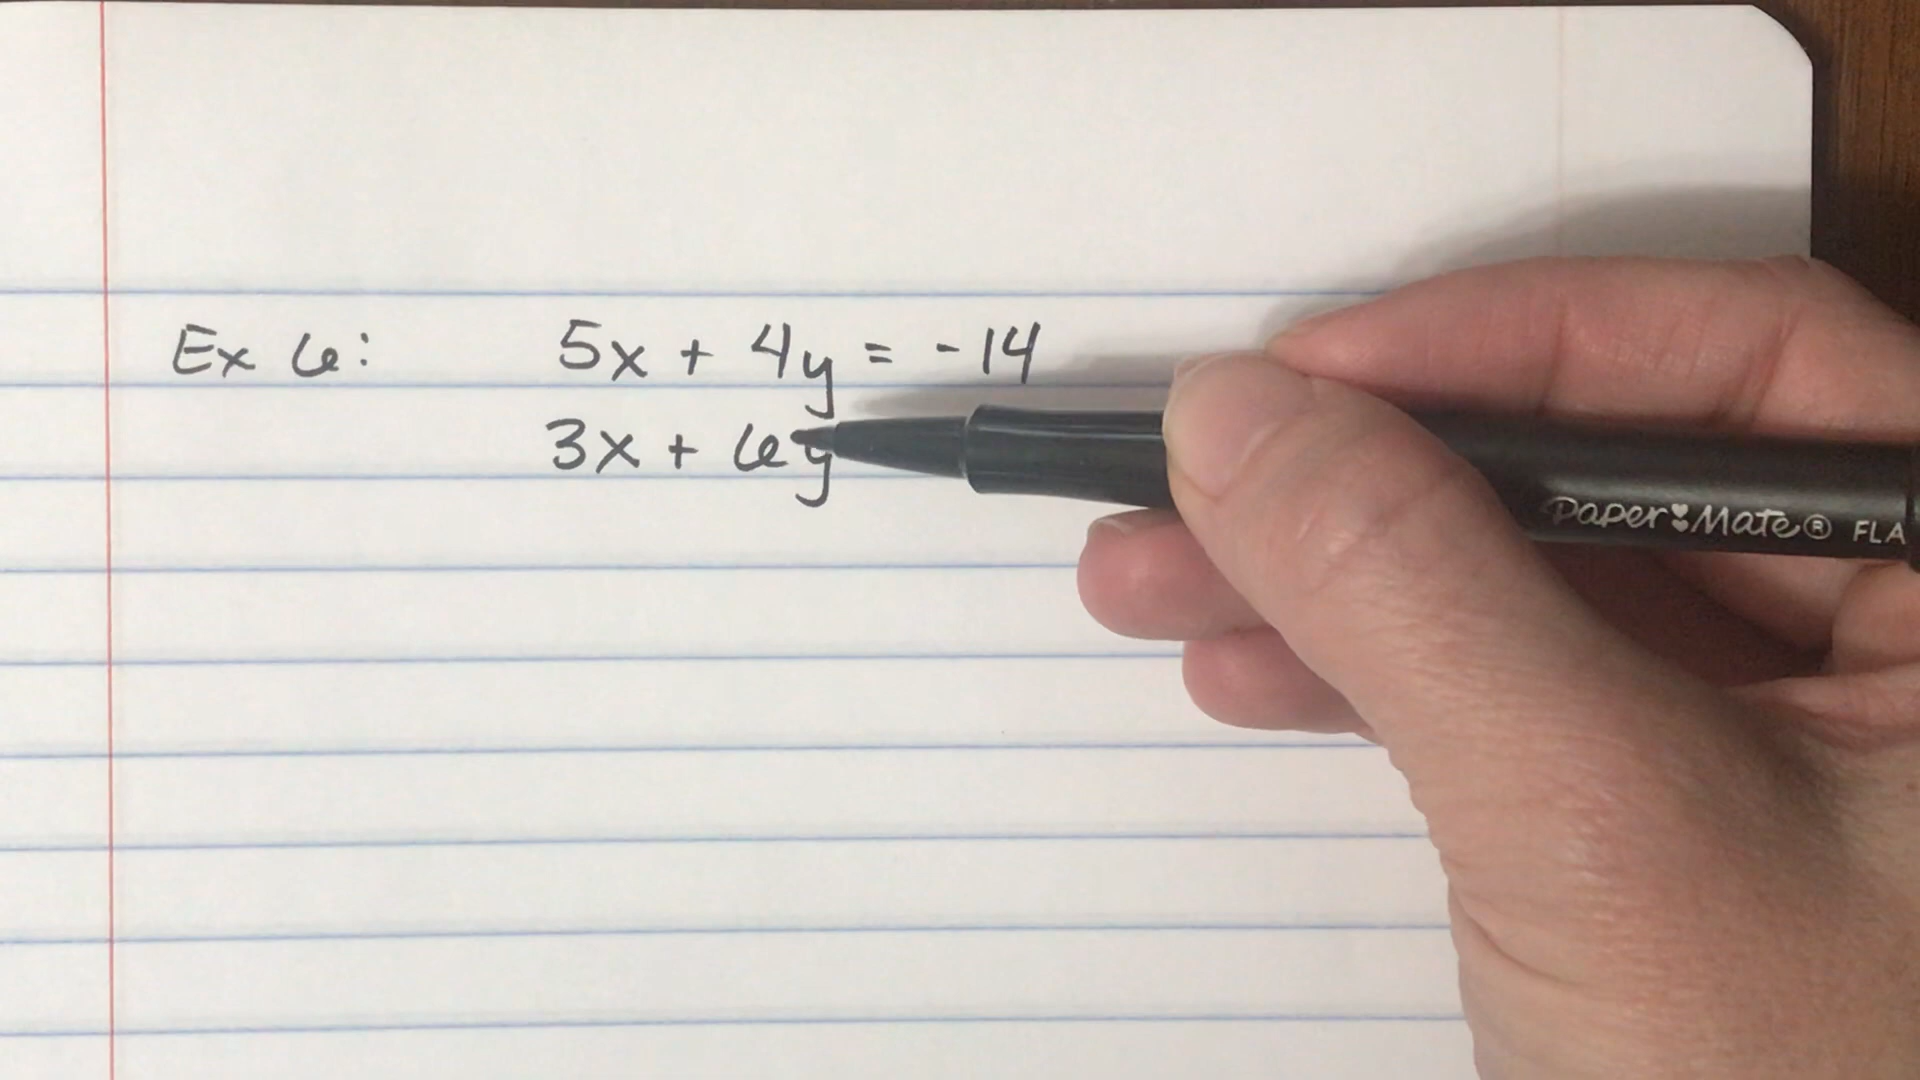 Ex 6: 5x + 4y = -14
3x + 6y
Paper Mate® FLA